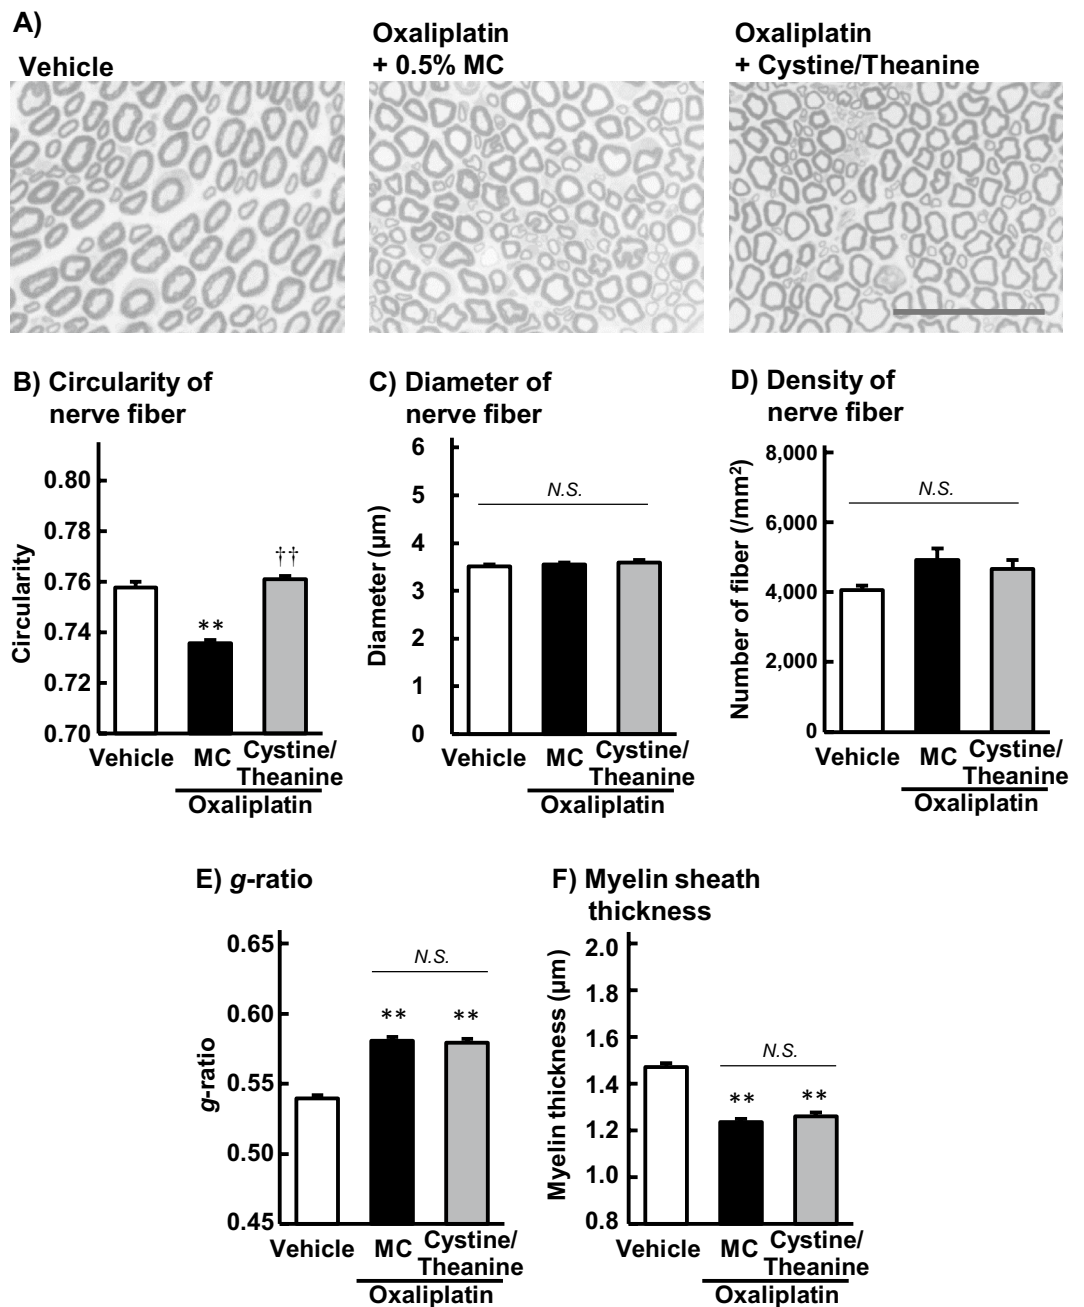 A)
Vehicle
Oxaliplatin
+ 0.5% MC
Oxaliplatin
+ Cystine/Theanine
B) Circularity of
nerve fiber
Circularity
0.80
0.78
0.76
0.74
0.72
0.70
††
**
Vehicle
MC
Cystine/
Theanine
Oxaliplatin
C) Diameter of
nerve fiber
Diameter (μm)
6
5
4
3
2
1
0
N.S.
Vehicle
MC
Cystine/
Theanine
Oxaliplatin
D) Density of
nerve fiber
Number of fiber (/mm²)
8,000
6,000
4,000
2,000
0
N.S.
Vehicle
MC
Cystine/
Theanine
Oxaliplatin
E) g-ratio
g-ratio
0.65
0.60
0.55
0.50
0.45
N.S.
** **
Vehicle
MC
Cystine/
Theanine
Oxaliplatin
F) Myelin sheath
thickness
Myelin thickness (μm)
2.0
1.8
1.6
1.4
1.2
1.0
0.8
N.S.
** **
Vehicle
MC
Cystine/
Theanine
Oxaliplatin